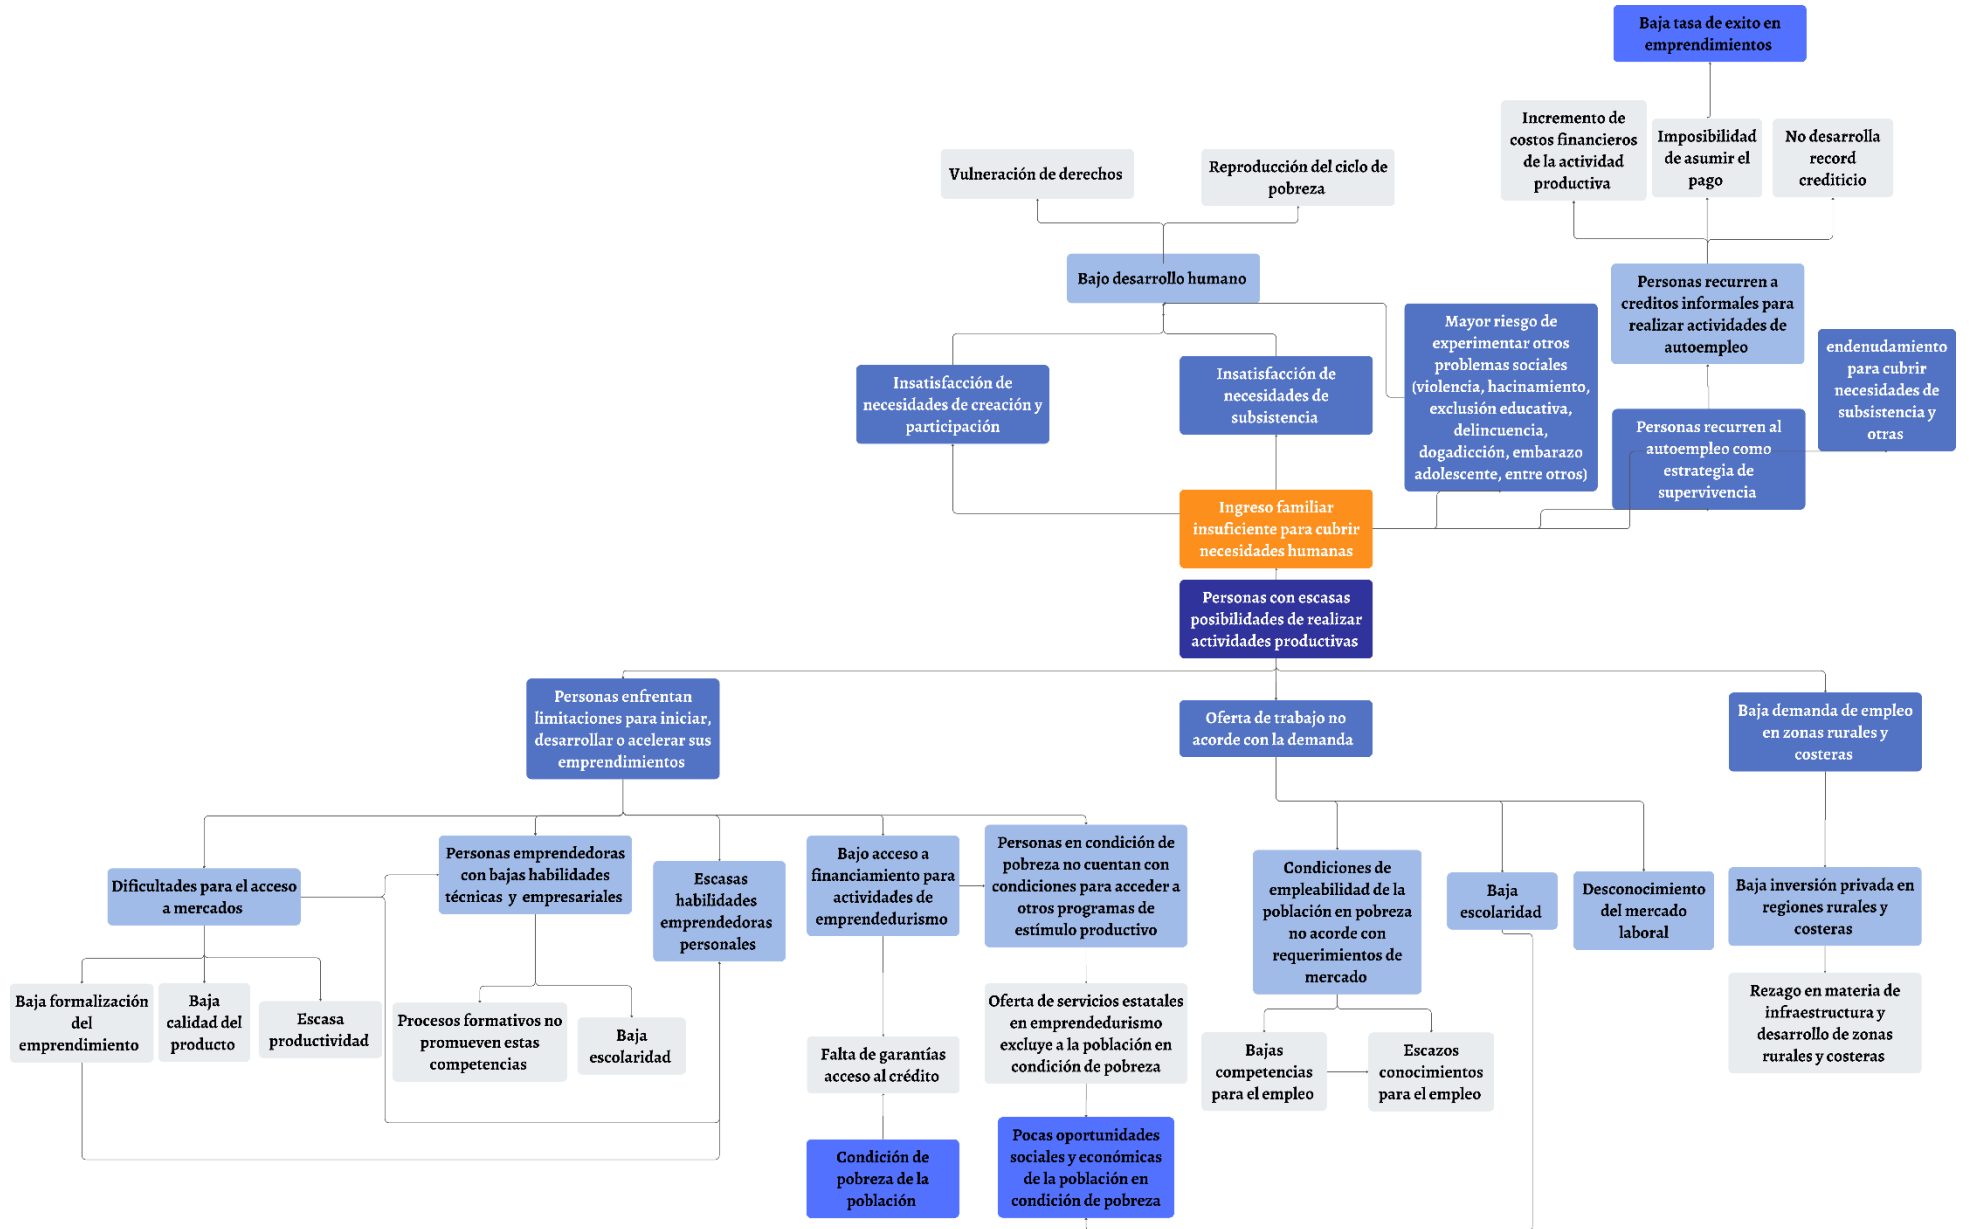 Baja tasa de exito en
emprendimientos
Incremento de
costos financieros
de la actividad
productiva
Imposibilidad
de asumir el
pago
No desarrolla
record
crediticio
Vulneración de derechos
Reproducción del ciclo de
pobreza
Bajo desarrollo humano
Personas recurren a
creditos informales para
realizar actividades de
autoempleo
Insatisfacción de
necesidades de creación y
participación
Insatisfacción de
necesidades de
subsistencia
Mayor riesgo de
experimentar otros
problemas sociales
(violencia, hacinamiento,
exclusión educativa,
delincuencia,
dogadicción, embarazo
adolescente, entre otros)
Personas recurren al
autoempleo como
estrategia de
supervivencia
endenudamiento
para cubrir
necesidades de
subsistencia y
otras
Ingreso familiar
insuficiente para cubrir
necesidades humanas
Personas con escasas
posibilidades de realizar
actividades productivas
Personas enfrentan
limitaciones para iniciar,
desarrollar o acelerar sus
emprendimientos
Oferta de trabajo no
acorde con la demanda
Baja demanda de empleo
en zonas rurales y
costeras
Dificultades para el acceso
a mercados
Personas emprendedoras
con bajas habilidades
técnicas y empresariales
Escasas
habilidades
emprendedoras
personales
Bajo acceso a
financiamiento para
actividades de
emprendedurismo
Personas en condición de
pobreza no cuentan con
condiciones para acceder a
otros programas de
estímulo productivo
Condiciones de
empleabilidad de la
población en pobreza
no acorde con
requerimientos de
mercado
Baja
escolaridad
Desconocimiento
del mercado
laboral
Baja inversión privada en
regiones rurales y
costeras
Baja formalización
del
emprendimiento
Baja
calidad del
producto
Escasa
productividad
Procesos formativos no
promueven estas
competencias
Baja
escolaridad
Falta de garantías
acceso al crédito
Oferta de servicios estatales
en emprendedurismo
excluye a la población en
condición de pobreza
Bajas
competencias
para el empleo
Escazos
conocimientos
para el empleo
Rezago en materia de
infraestructura y
desarrollo de zonas
rurales y costeras
Condición de
pobreza de la
población
Pocas oportunidades
sociales y económicas
de la población en
condición de pobreza